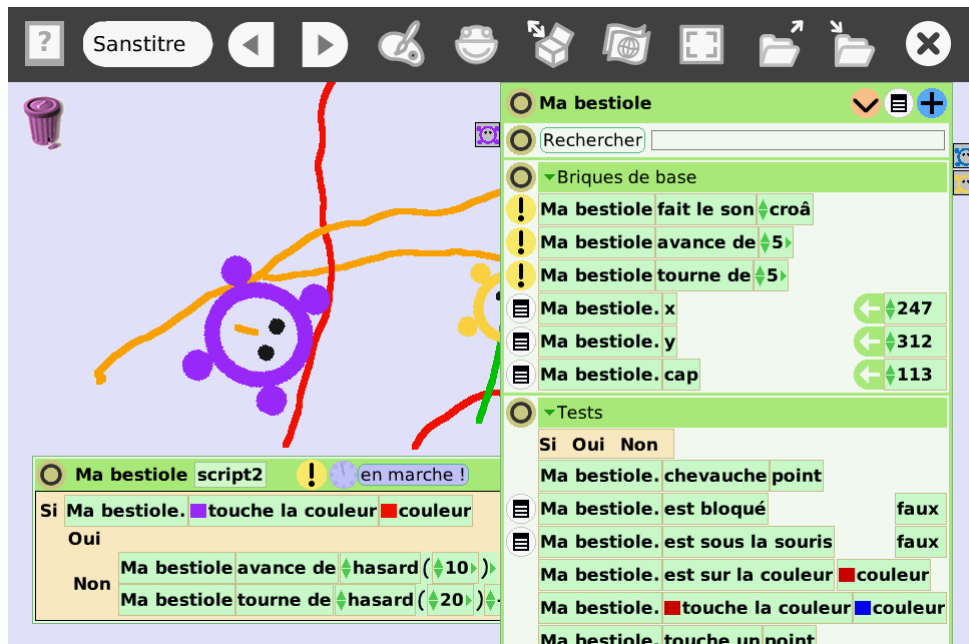 ?
Sanstitre
Ma bestiole
Rechercher
Briques de base
Ma bestiole fait le son croâ
Ma bestiole avance de 5
Ma bestiole tourne de 5
Ma bestiole. x 247
Ma bestiole. y 312
Ma bestiole. cap 113
Tests
Si Oui Non
Ma bestiole. chevauche point
Ma bestiole. est bloqué faux
Ma bestiole. est sous la souris faux
Ma bestiole. est sur la couleur couleur
Ma bestiole. touche la couleur couleur
Ma bestiole. touche un point
Ma bestiole script2 ! en marche !
Si Ma bestiole. touche la couleur couleur
Oui
Non
Ma bestiole avance de hasard ( 10 )
Ma bestiole tourne de hasard ( 20 ) -